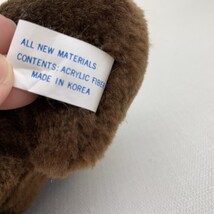 ALL NEW MATERIALS
CONTENTS: ACRYLIC FIBER
MADE IN KOREA